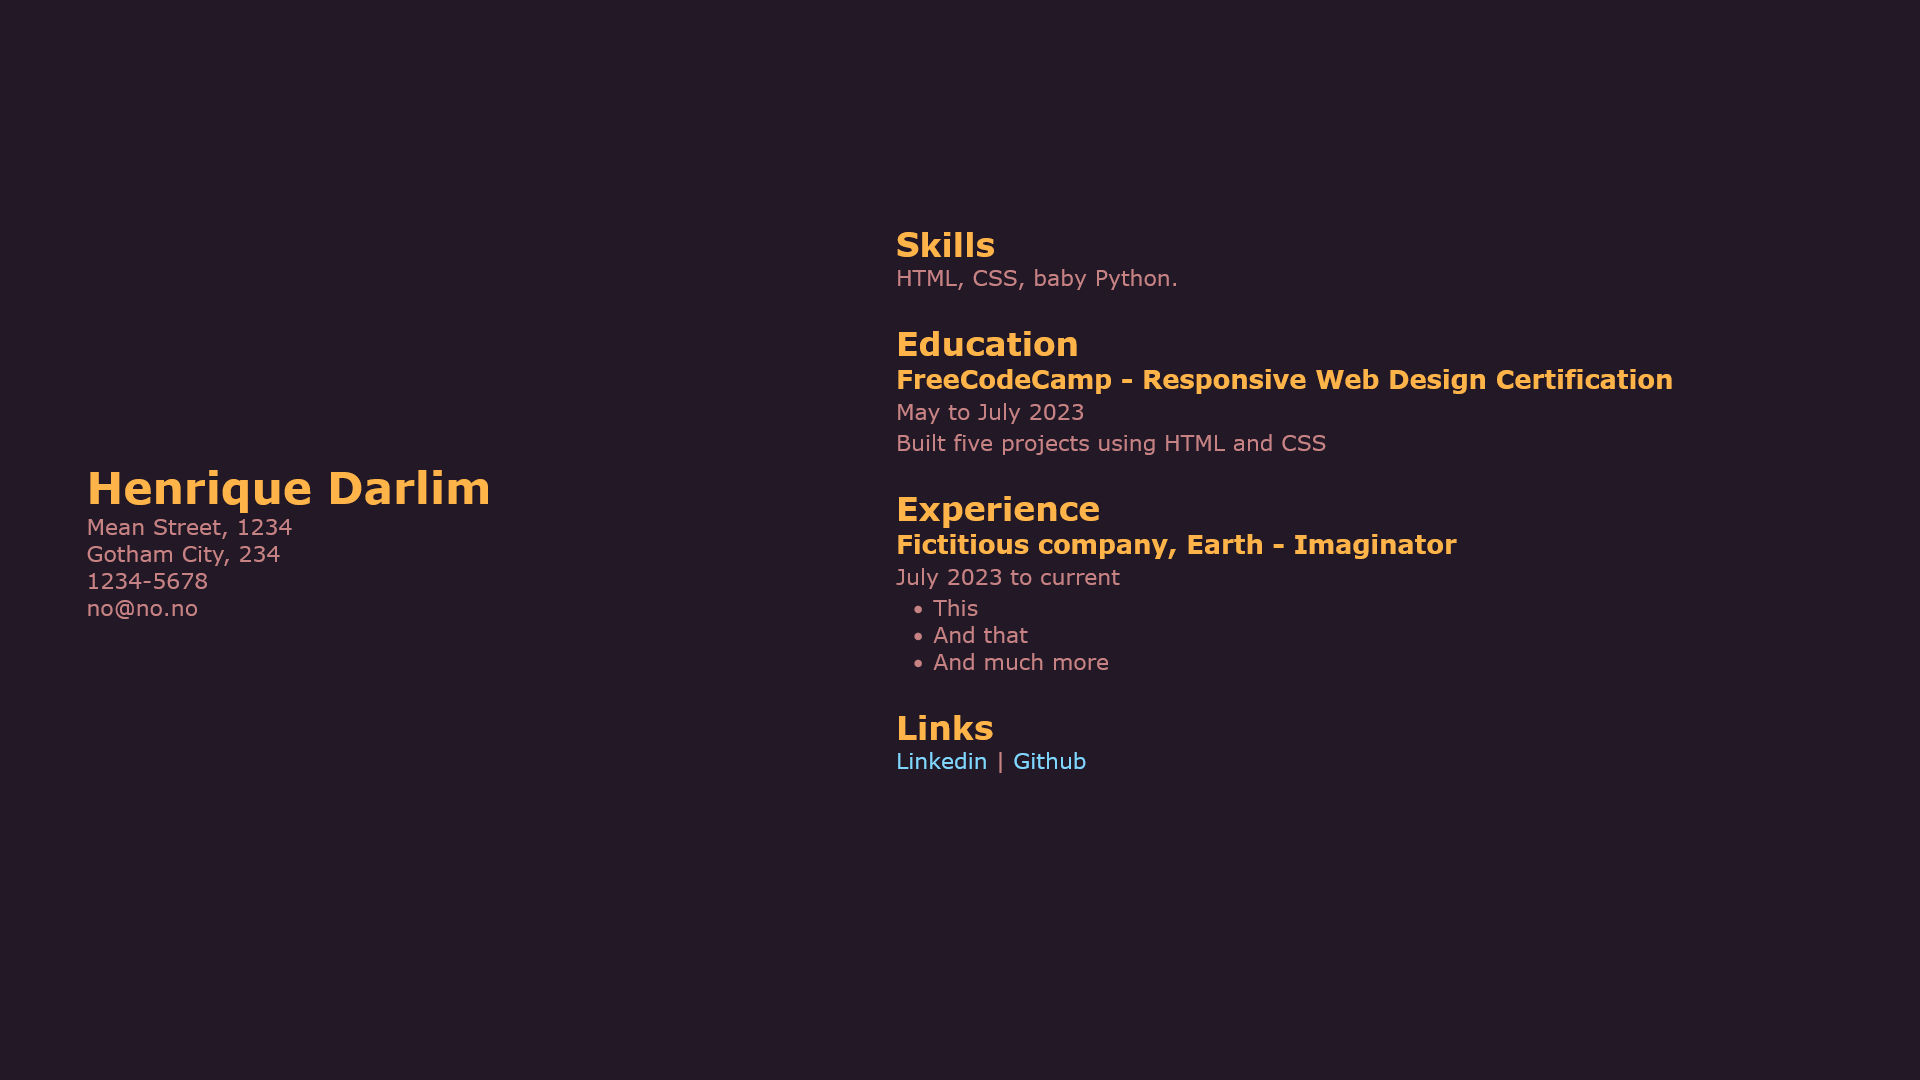 Henrique Darlim
Mean Street, 1234
Gotham City, 234
1234-5678
no@no.no
Skills
HTML, CSS, baby Python.
Education
FreeCodeCamp - Responsive Web Design Certification
May to July 2023
Built five projects using HTML and CSS
Experience
Fictitious company, Earth - Imaginator
July 2023 to current
• This
• And that
• And much more
Links
Linkedin | Github